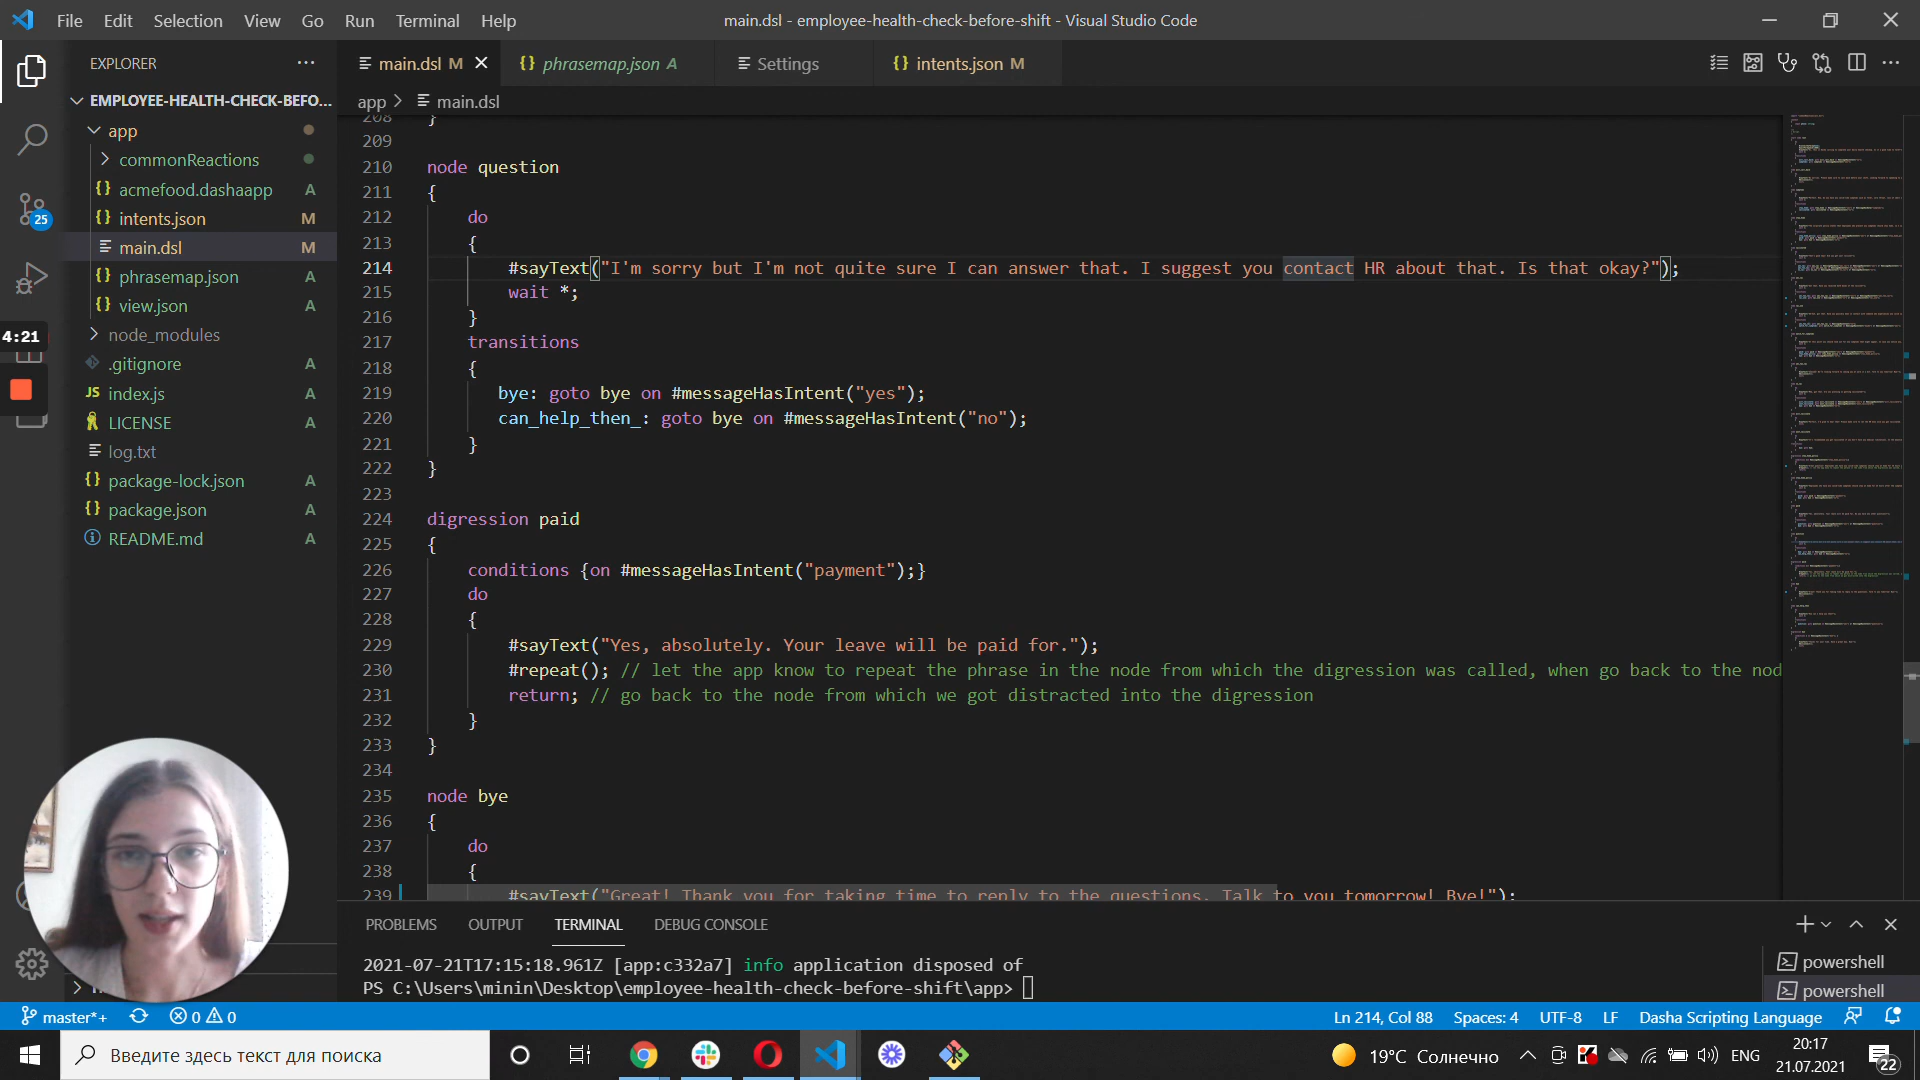 File Edit Selection View Go Run Terminal Help
main.dsl - employee-health-check-before-shift - Visual Studio Code
EXPLORER
main.dsl M
phrasemap.json A
Settings
intents.json M
EMPLOYEE-HEALTH-CHECK-BEFO...
app > main.dsl
app
commonReactions
acmefood.dashaapp A
intents.json M
main.dsl M
phrasemap.json A
view.json A
node_modules
.gitignore A
index.js A
LICENSE A
log.txt
package-lock.json A
package.json A
README.md A
25
4:21
208 }
209
210 node question
211 {
212 do
213 {
214 #sayText("I'm sorry but I'm not quite sure I can answer that. I suggest you contact HR about that. Is that okay?");
215 wait *;
216 }
217 transitions
218 {
219 bye: goto bye on #messageHasIntent("yes");
220 can_help_then_: goto bye on #messageHasIntent("no");
221 }
222 }
223
224 digression paid
225 {
226 conditions {on #messageHasIntent("payment");}
227 do
228 {
229 #sayText("Yes, absolutely. Your leave will be paid for.");
230 #repeat(); // let the app know to repeat the phrase in the node from which the digression was called, when go back to the nod
231 return; // go back to the node from which we got distracted into the digression
232 }
233 }
234
235 node bye
236 {
237 do
238 {
239 #sayText("Great! Thank you for taking time to reply to the questions. Talk to you tomorrow! Bye!");
PROBLEMS OUTPUT TERMINAL DEBUG CONSOLE
2021-07-21T17:15:18.961Z [app:c332a7] info application disposed of
PS C:\Users\minin\Desktop\employee-health-check-before-shift\app>
powershell
powershell
master*+ 0 0
Ln 214, Col 88 Spaces: 4 UTF-8 LF Dasha Scripting Language
Введите здесь текст для поиска
19°C Солнечно
ENG
20:17
21.07.2021
22